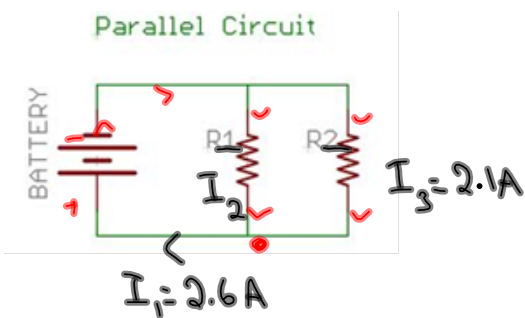 Parallel Circuit
BATTERY
R1
R2
I2
I3=2.1A
I1=2.6A